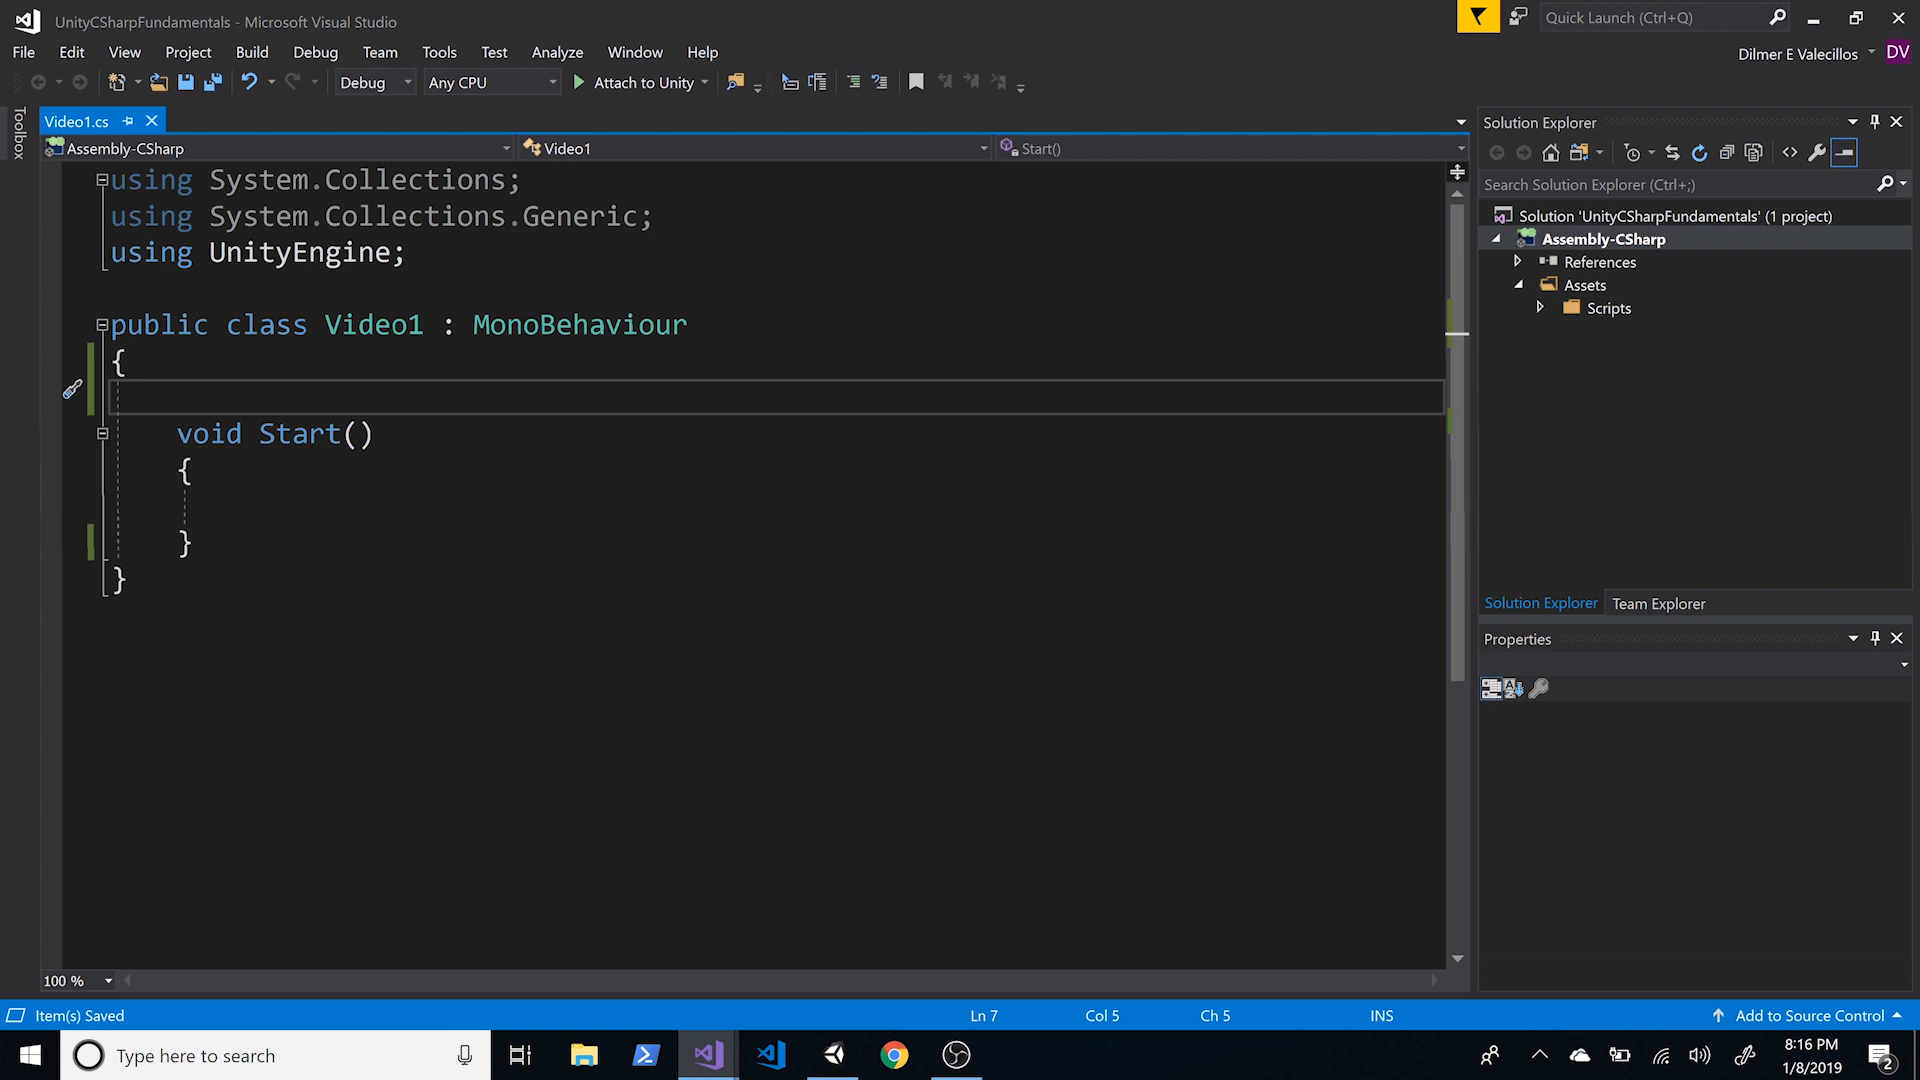 UnityCSharpFundamentals - Microsoft Visual Studio
Quick Launch (Ctrl+Q)
File Edit View Project Build Debug Team Tools Test Analyze Window Help
Dilmer E Valecillos DV
Debug Any CPU Attach to Unity
Toolbox
Video1.cs
Assembly-CSharp Video1 Start()
using System.Collections;
using System.Collections.Generic;
using UnityEngine;
public class Video1 : MonoBehaviour
{
void Start()
{
}
}
100 %
Solution Explorer
Search Solution Explorer (Ctrl+;)
Solution 'UnityCSharpFundamentals' (1 project)
Assembly-CSharp
References
Assets
Scripts
Solution Explorer Team Explorer
Properties
Item(s) Saved Ln 7 Col 5 Ch 5 INS Add to Source Control
Type here to search
8:16 PM
1/8/2019
2